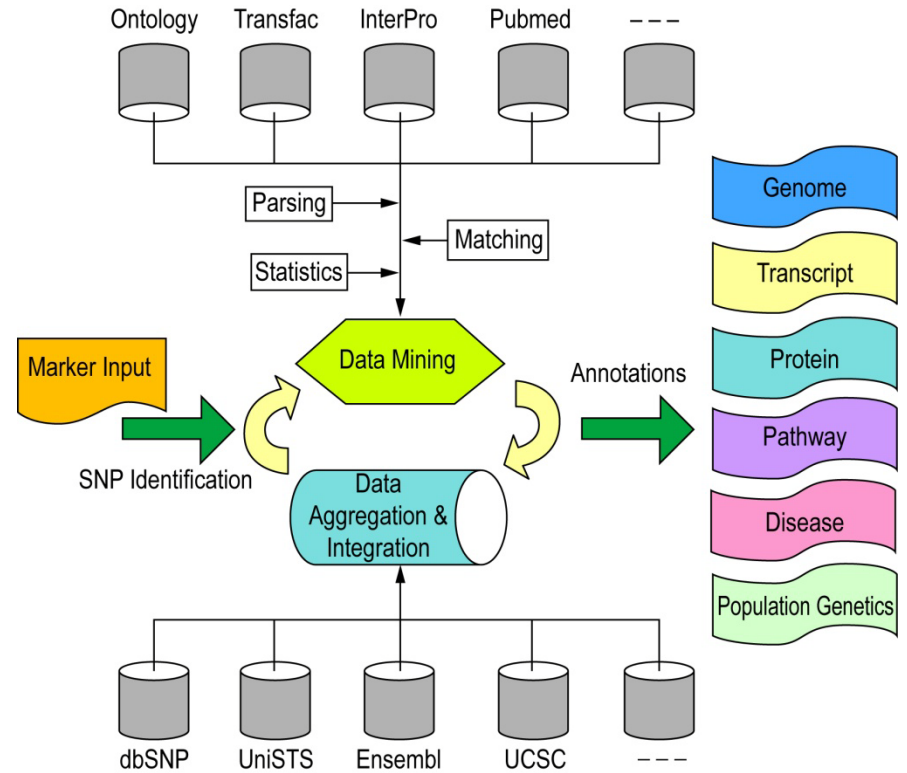 Ontology
Transfac
InterPro
Pubmed
----
Parsing
Matching
Statistics
Genome
Transcript
Protein
Pathway
Disease
Population Genetics
Marker Input
SNP Identification
Data Mining
Annotations
Data
Aggregation &
Integration
dbSNP
UniSTS
Ensembl
UCSC
----